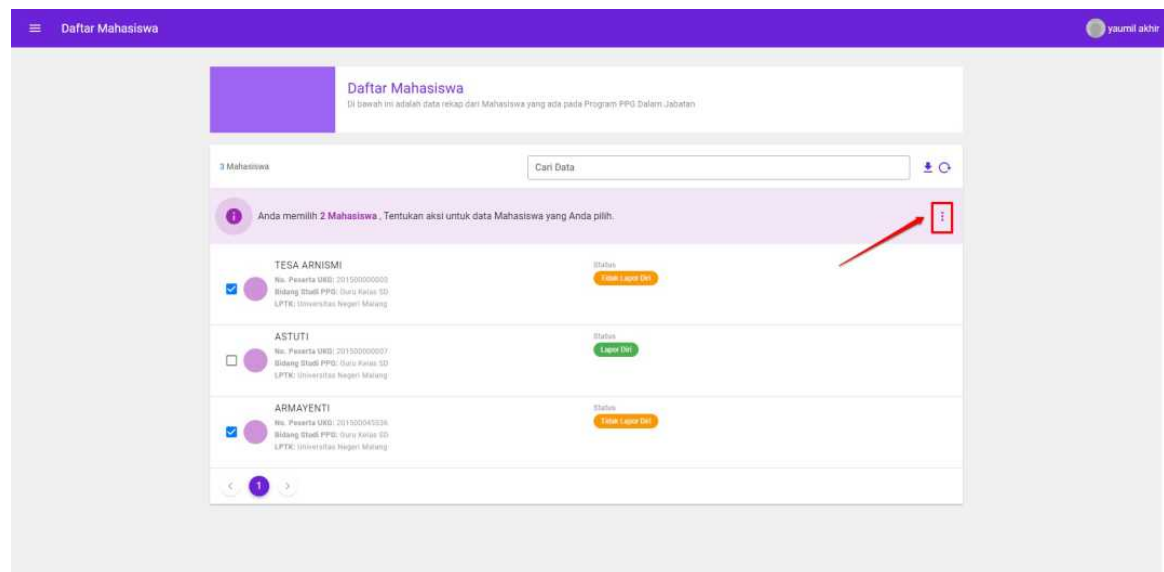 Daftar Mahasiswa
yaumil akhir
Daftar Mahasiswa
Di bawah ini adalah data rekap dari Mahasiswa yang ada pada Program PPG Dalam Jabatan
3 Mahasiswa
Cari Data
Anda memilih 2 Mahasiswa , Tentukan aksi untuk data Mahasiswa yang Anda pilih.
TESA ARNISMI
No. Peserta UKG:
Bidang Studi PPG: Guru Kelas SD
LPTK: Universitas Negeri Malang
Status
Tidak Lapor Diri
ASTUTI
No. Peserta UKG: 201500000007
Bidang Studi PPG: Guru Kelas SD
LPTK: Universitas Negeri Malang
Status
Lapor Diri
ARMAYENTI
No. Peserta UKG:
Bidang Studi PPG: Guru Kelas SD
LPTK: Universitas Negeri Malang
Status
Tidak Lapor Diri
1